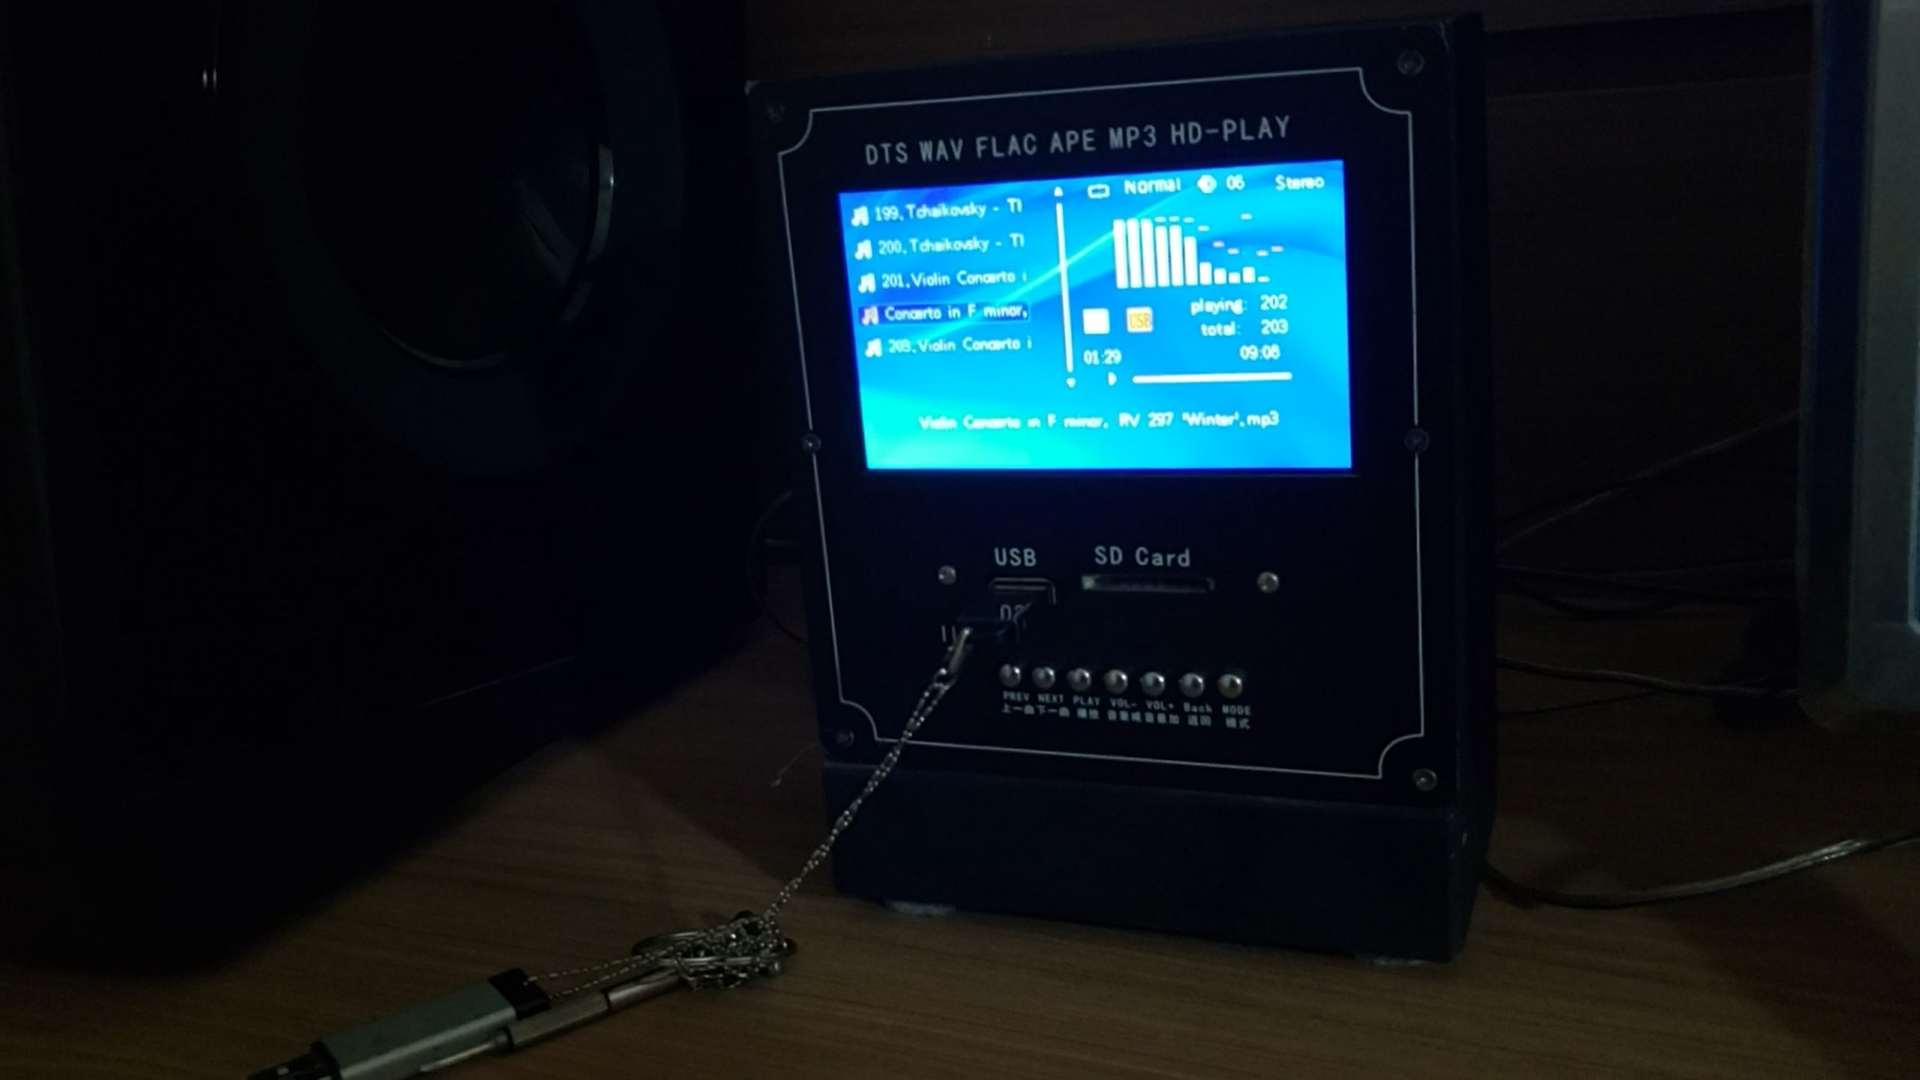 DTS WAV FLAC APE MP3 HD-PLAY
Normal 06 Stereo
199.Tchaikovsky - Tl
200.Tchaikovsky - Tl
201.Violin Concerto i
Concerto in F minor,
203.Violin Concerto i
USB
playing: 202
total: 203
01:29 09:08
Violin Concerto in F minor, RV 297 'Winter'.mp3
USB SD Card
PREV NEXT PLAY VOL- VOL+ Back MODE
上一曲 下一曲 播放 音量减 音量加 返回 模式